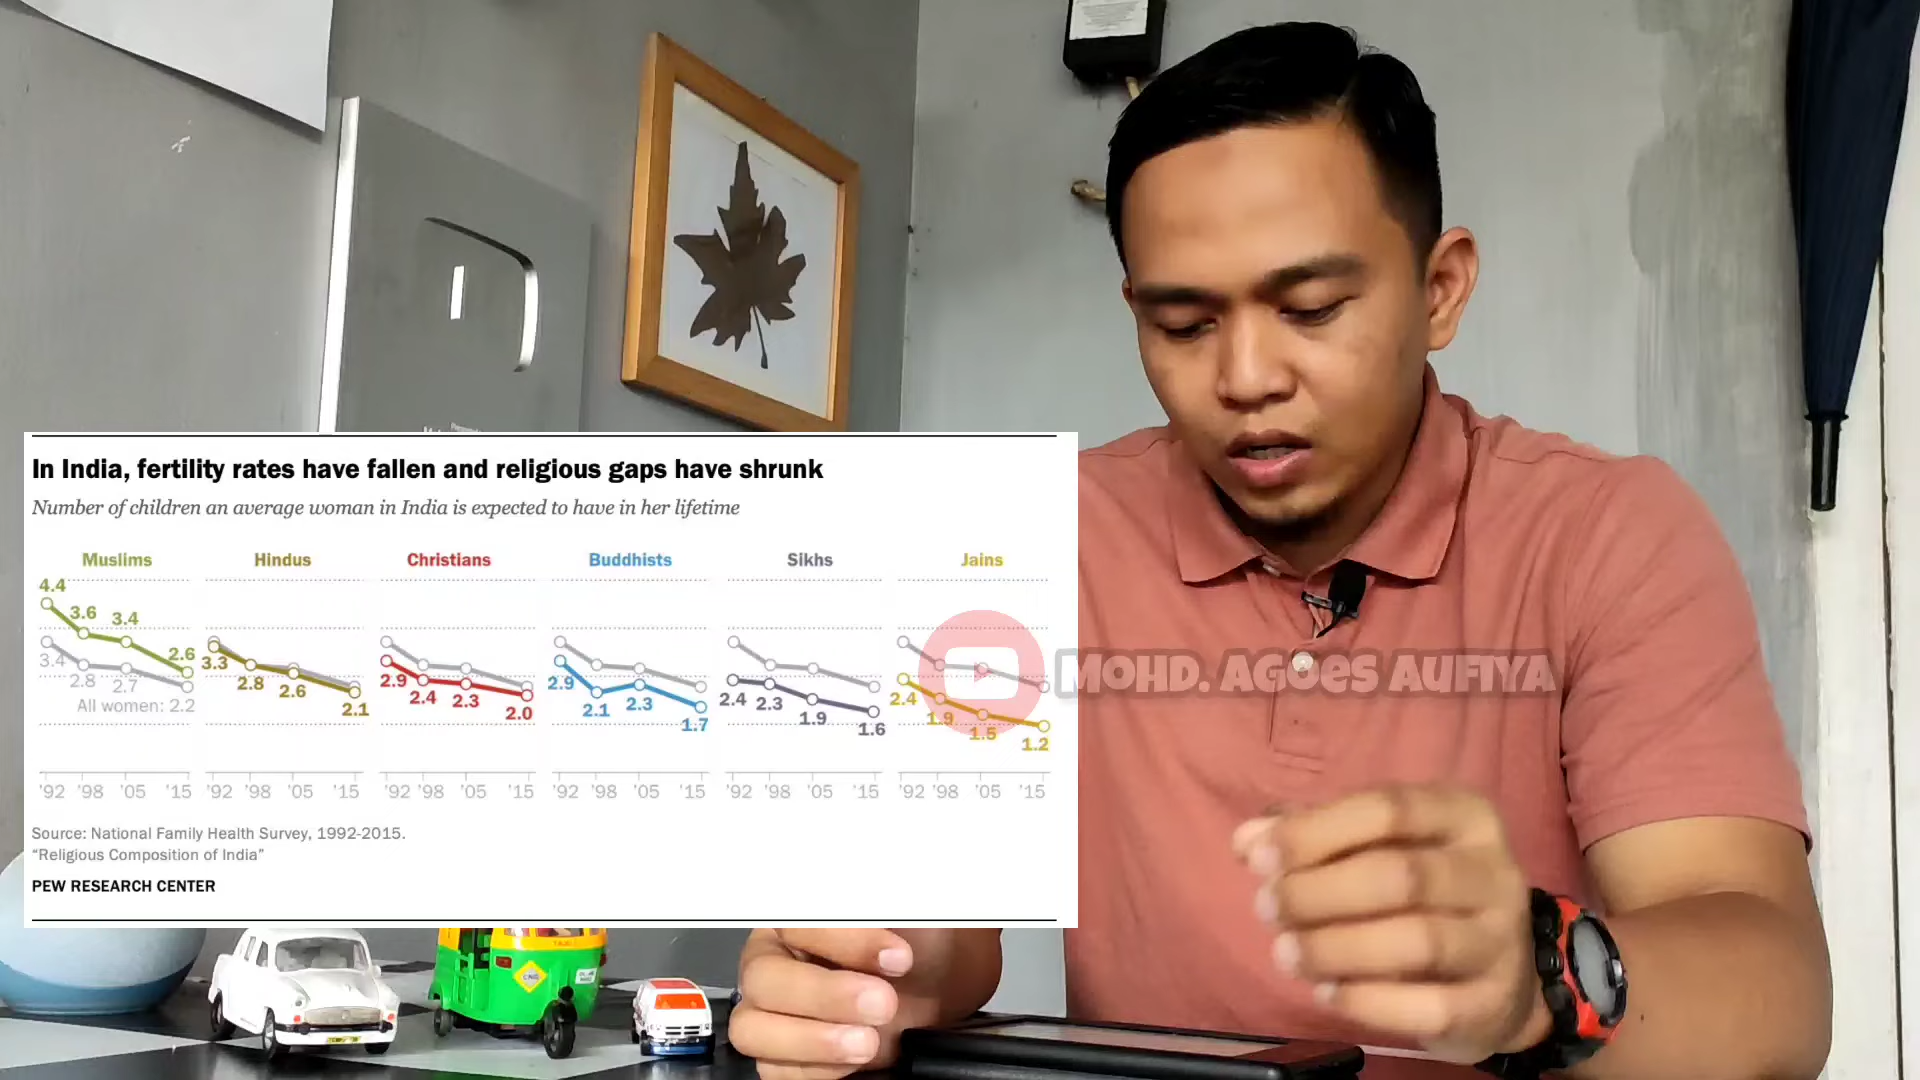 In India, fertility rates have fallen and religious gaps have shrunk
Number of children an average woman in India is expected to have in her lifetime
Muslims Hindus Christians Buddhists Sikhs Jains
4.4 3.6 3.4 2.6
3.4 2.8 2.7
All women: 2.2
3.3 2.8 2.6 2.1
2.9 2.4 2.3 2.0
2.9 2.1 2.3 1.7
2.4 2.3 1.9 1.6
2.4 1.9 1.5 1.2
'92 '98 '05 '15 '92 '98 '05 '15 '92 '98 '05 '15 '92 '98 '05 '15 '92 '98 '05 '15 '92 '98 '05 '15
Source: National Family Health Survey, 1992-2015.
“Religious Composition of India”
PEW RESEARCH CENTER
MOHD. AGOES AUFIYA
CNG